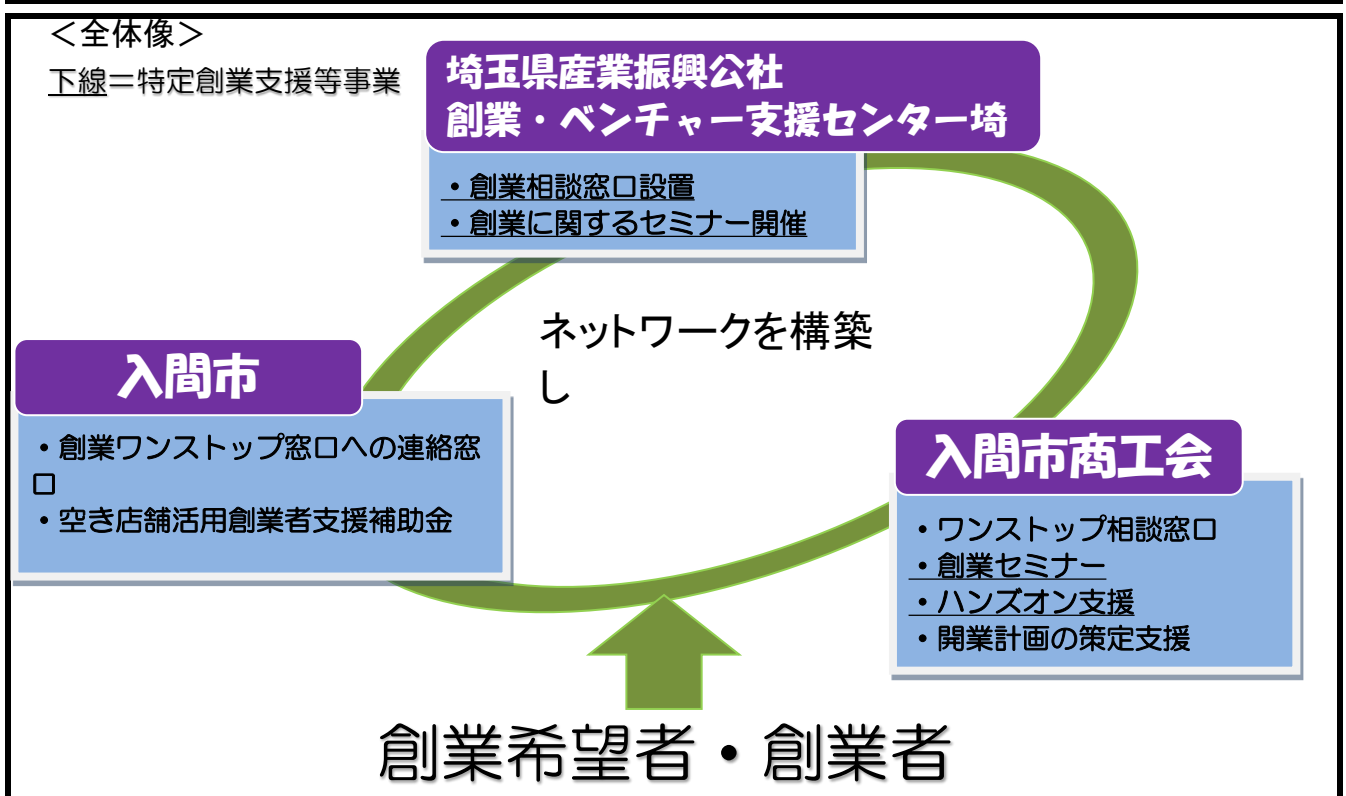 ＜全体像＞
下線＝特定創業支援等事業
埼玉県産業振興公社
創業・ベンチャー支援センター埼
・創業相談窓口設置
・創業に関するセミナー開催
ネットワークを構築
し
入間市
・創業ワンストップ窓口への連絡窓
口
・空き店舗活用創業者支援補助金
入間市商工会
・ワンストップ相談窓口
・創業セミナー
・ハンズオン支援
・開業計画の策定支援
創業希望者・創業者